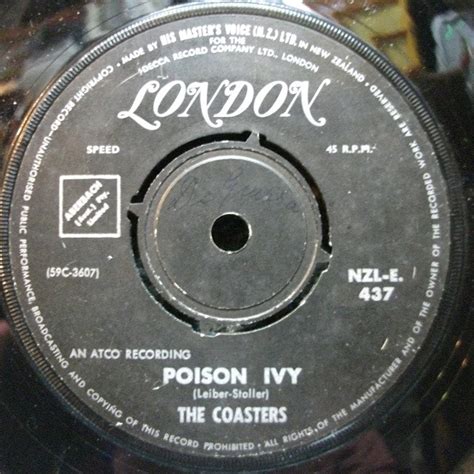 MADE BY HIS MASTER'S VOICE (N.Z.) LTD. IN NEW ZEALAND
FOR THE
DECCA RECORD COMPANY LTD., LONDON
LONDON
SPEED
45 R.P.M.
(59C-3607)
NZL-E.
437
AN ATCO RECORDING
POISON IVY
(Leiber-Stoller)
THE COASTERS
COPYRIGHT RECORD—UNAUTHORISED PUBLIC PERFORMANCE, BROADCASTING AND COPYING OF THIS RECORD PROHIBITED. ALL RIGHTS OF THE MANUFACTURER AND OF THE OWNER OF THE RECORDED WORK ARE RESERVED